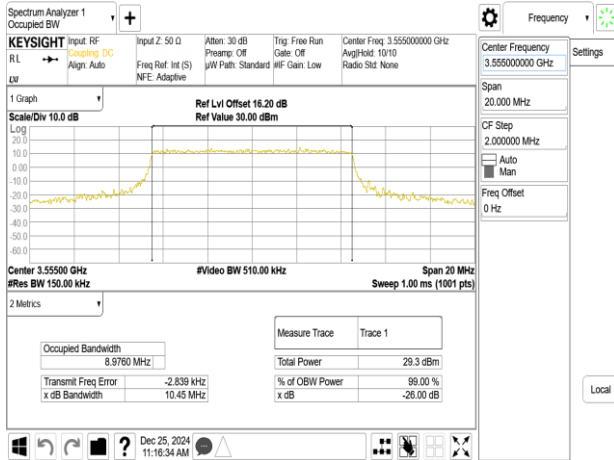 Spectrum Analyzer 1
Occupied BW
Frequency
KEYSIGHT
RL
Input: RF
Coupling: DC
Align: Auto
Input Z: 50 Ω
Freq Ref: Int (S)
NFE: Adaptive
Atten: 30 dB
Preamp: Off
µW Path: Standard
Trig: Free Run
Gate: Off
#IF Gain: Low
Center Freq: 3.555000000 GHz
Avg|Hold: 10/10
Radio Std: None
Center Frequency
3.555000000 GHz
Settings
Span
20.000 MHz
CF Step
2.000000 MHz
Auto
Man
Freq Offset
0 Hz
Local
1 Graph
Scale/Div 10.0 dB
Ref Lvl Offset 16.20 dB
Ref Value 30.00 dBm
Log
20.0
10.0
0.00
-10.0
-20.0
-30.0
-40.0
-50.0
-60.0
Center 3.55500 GHz
#Video BW 510.00 kHz
Span 20 MHz
#Res BW 150.00 kHz
Sweep 1.00 ms (1001 pts)
2 Metrics
Measure Trace
Trace 1
Occupied Bandwidth
8.9760 MHz
Total Power
29.3 dBm
Transmit Freq Error
-2.839 kHz
% of OBW Power
99.00 %
x dB Bandwidth
10.45 MHz
x dB
-26.00 dB
Dec 25, 2024
11:16:34 AM